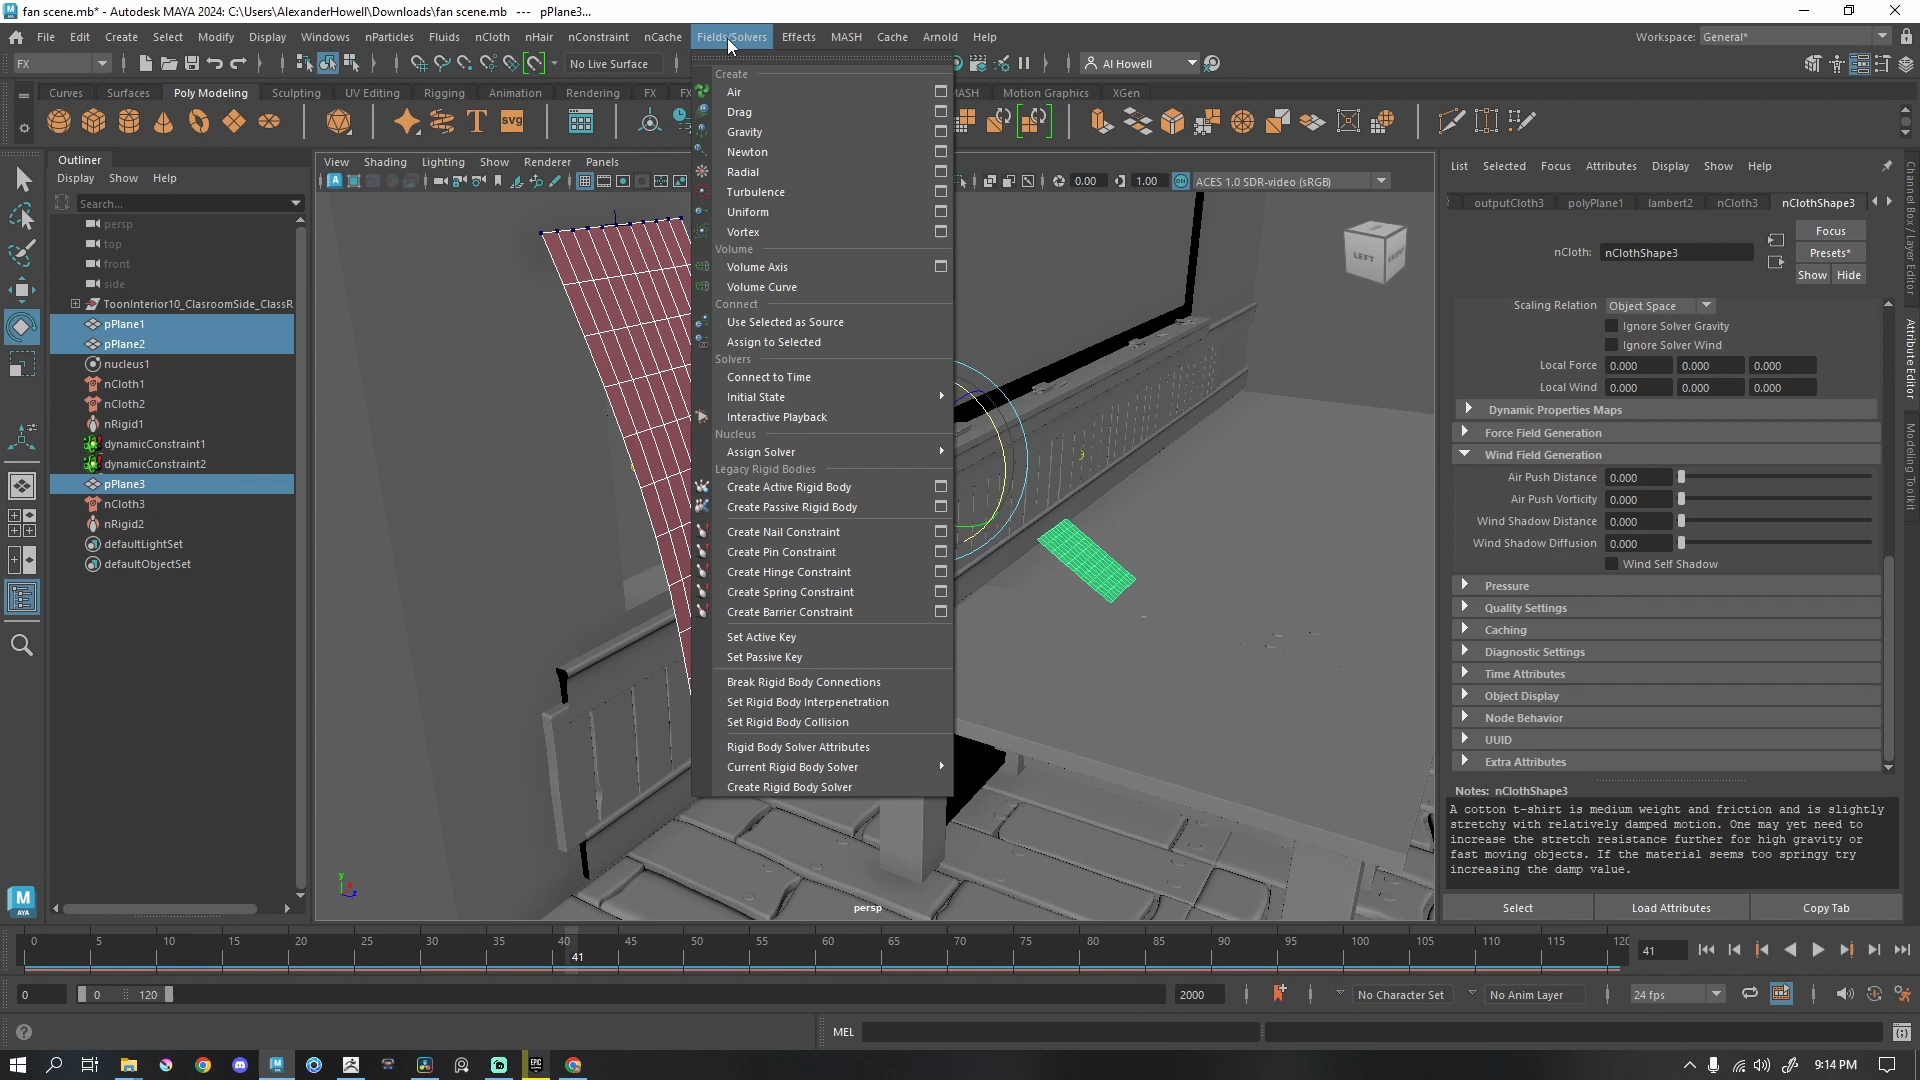 fan scene.mb* - Autodesk MAYA 2024: C:\Users\AlexanderHowell\Downloads\fan scene.mb --- pPlane3...
File Edit Create Select Modify Display Windows nParticles Fluids nCloth nHair nConstraint nCache Fields/Solvers Effects MASH Cache Arnold Help
Workspace: General*
FX
No Live Surface
Al Howell
Curves Surfaces Poly Modeling Sculpting UV Editing Rigging Animation Rendering FX
MASH Motion Graphics XGen
T
SVG
Outliner
Display Show Help
Search...
persp
top
front
side
ToonInterior10_ClasroomSide_ClassR
pPlane1
pPlane2
nucleus1
nCloth1
nCloth2
nRigid1
dynamicConstraint1
dynamicConstraint2
pPlane3
nCloth3
nRigid2
defaultLightSet
defaultObjectSet
View Shading Lighting Show Renderer Panels
0.00
1.00
ACES 1.0 SDR-video (sRGB)
LEFT
persp
Create
Air
Drag
Gravity
Newton
Radial
Turbulence
Uniform
Vortex
Volume
Volume Axis
Volume Curve
Connect
Use Selected as Source
Assign to Selected
Solvers
Connect to Time
Initial State
Interactive Playback
Nucleus
Assign Solver
Legacy Rigid Bodies
Create Active Rigid Body
Create Passive Rigid Body
Create Nail Constraint
Create Pin Constraint
Create Hinge Constraint
Create Spring Constraint
Create Barrier Constraint
Set Active Key
Set Passive Key
Break Rigid Body Connections
Set Rigid Body Interpenetration
Set Rigid Body Collision
Rigid Body Solver Attributes
Current Rigid Body Solver
Create Rigid Body Solver
List Selected Focus Attributes Display Show Help
outputCloth3 polyPlane1 lambert2 nCloth3 nClothShape3
nCloth: nClothShape3
Focus
Presets*
Show Hide
Scaling Relation Object Space
Ignore Solver Gravity
Ignore Solver Wind
Local Force 0.000 0.000 0.000
Local Wind 0.000 0.000 0.000
Dynamic Properties Maps
Force Field Generation
Wind Field Generation
Air Push Distance 0.000
Air Push Vorticity 0.000
Wind Shadow Distance 0.000
Wind Shadow Diffusion 0.000
Wind Self Shadow
Pressure
Quality Settings
Caching
Diagnostic Settings
Time Attributes
Object Display
Node Behavior
UUID
Extra Attributes
Notes: nClothShape3
A cotton t-shirt is medium weight and friction and is slightly
stretchy with relatively damped motion. One may yet need to
increase the stretch resistance further for high gravity or
fast moving objects. If the material seems too springy try
increasing the damp value.
Select Load Attributes Copy Tab
Channel Box / Layer Editor
Attribute Editor
Modeling Toolkit
0 5 10 15 20 25 30 35 40 45 50 55 60 65 70 75 80 85 90 95 100 105 110 115 120
41
41
0 0 120
2000
No Character Set
No Anim Layer
24 fps
MEL
9:14 PM